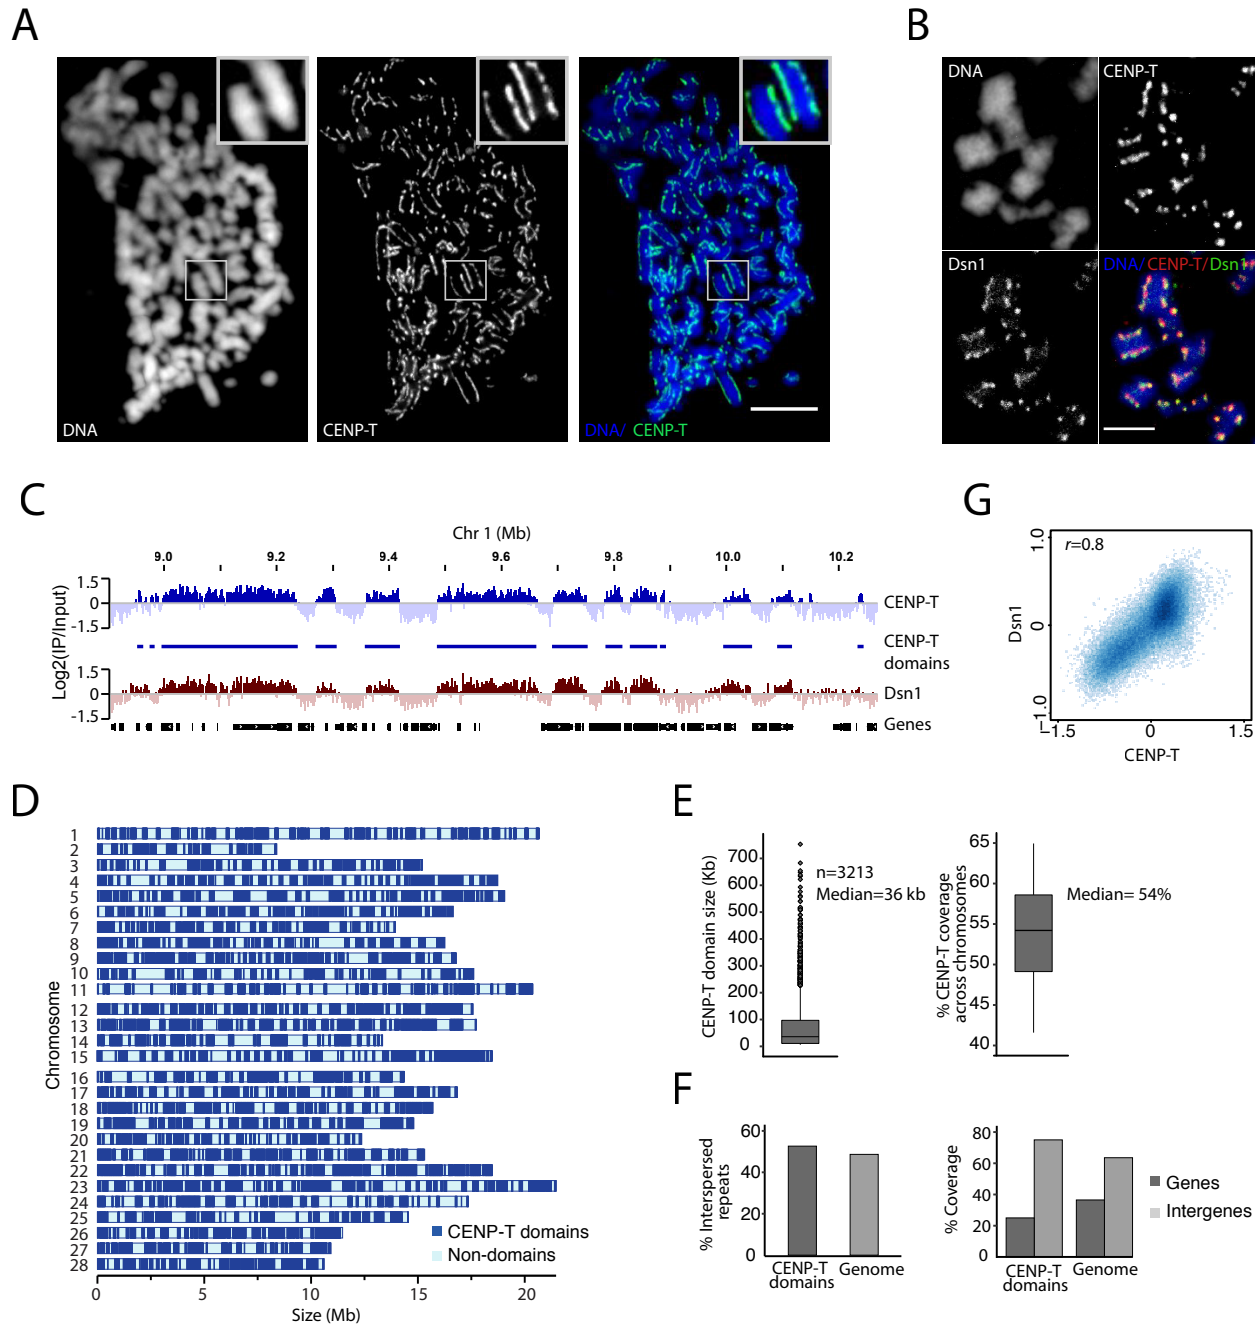 A
DNA
CENP-T
DNA/ CENP-T
B
DNA
CENP-T
Dsn1
DNA/CENP-T/Dsn1
C
Chr 1 (Mb)
9.0 9.2 9.4 9.6 9.8 10.0 10.2
Log2(IP/Input)
1.5
0
-1.5
CENP-T
CENP-T
domains
1.5
0
-1.5
Dsn1
Genes
G
r=0.8
Dsn1
1.0
0
-1.0
-1.5 0 1.5
CENP-T
D
Chromosome
1
2
3
4
5
6
7
8
9
10
11
12
13
14
15
16
17
18
19
20
21
22
23
24
25
26
27
28
CENP-T domains
Non-domains
0 5 10 15 20
Size (Mb)
E
CENP-T domain size (Kb)
700
600
500
400
300
200
100
0
n=3213
Median=36 kb
% CENP-T coverage
across chromosomes
65
60
55
50
45
40
Median= 54%
F
% Interspersed
repeats
60
40
20
0
CENP-T
domains
Genome
% Coverage
80
60
40
20
0
CENP-T
domains
Genome
Genes
Intergenes